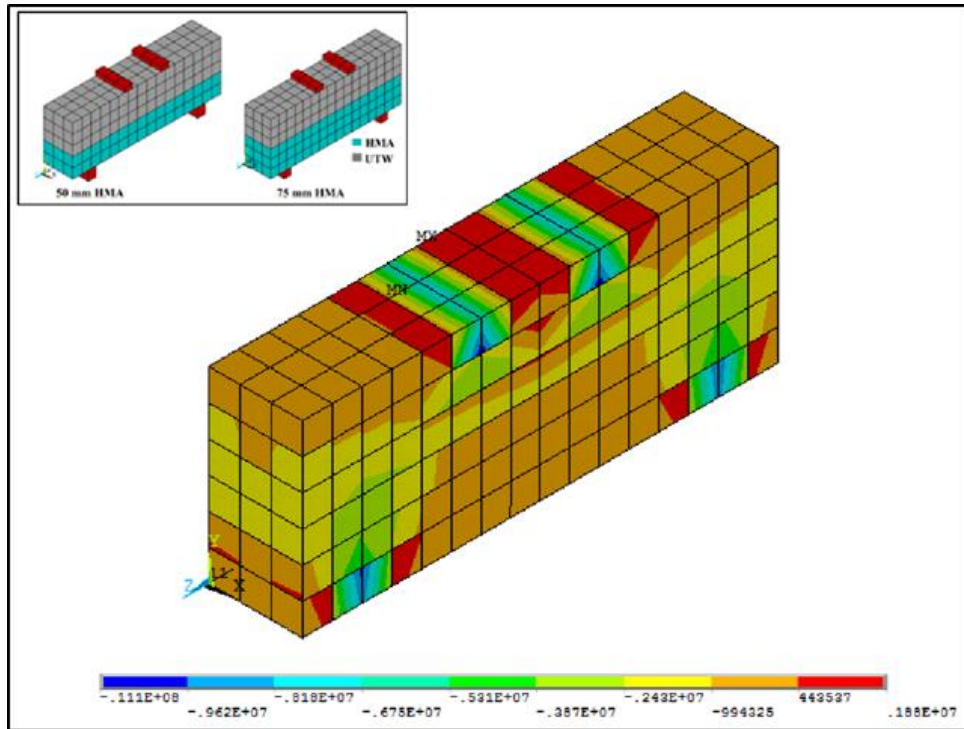 HMA
UTW
50 mm HMA
75 mm HMA
MX
MN
Y
Z
X
-.111E+08
-.818E+07
-.531E+07
-.243E+07
443537
-.962E+07
-.675E+07
-.387E+07
-994325
.188E+07